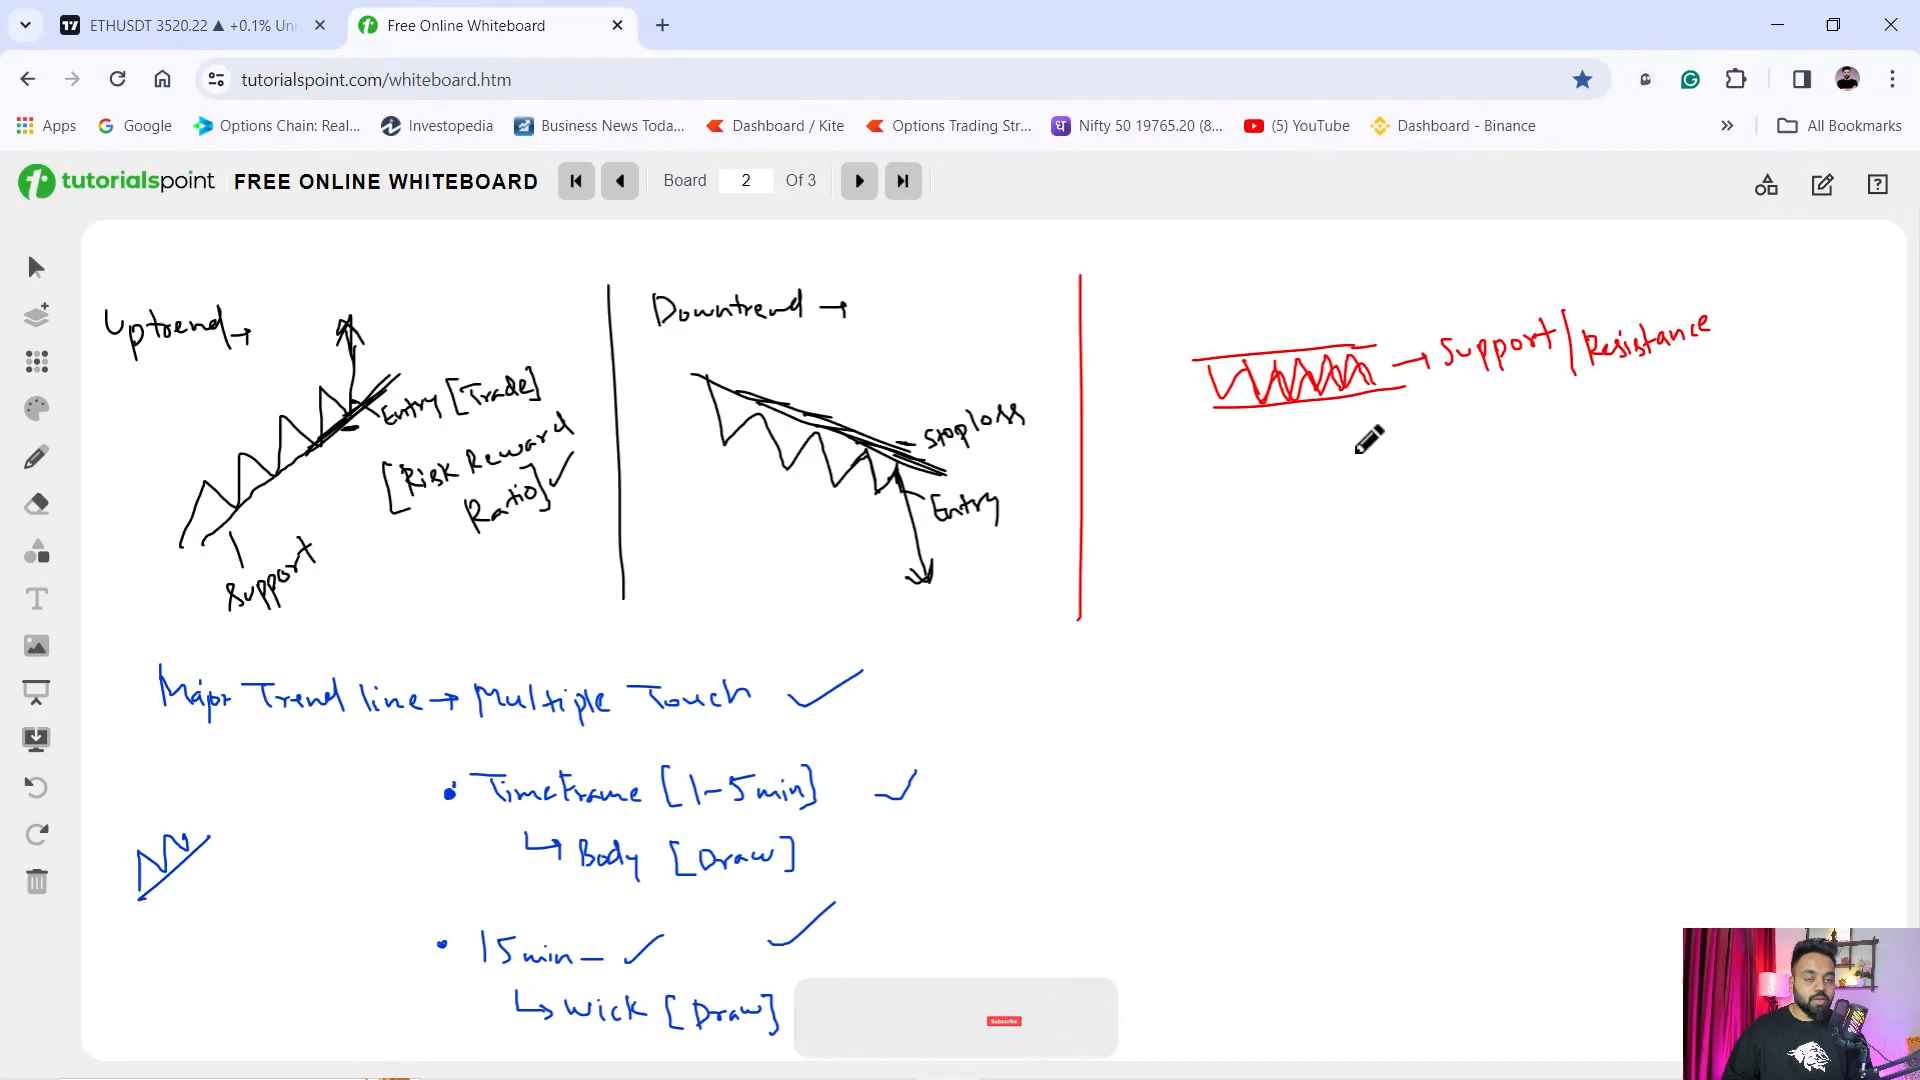 ETHUSDT 3520.22 ▲ +0.1% Un
Free Online Whiteboard
tutorialspoint.com/whiteboard.htm
Apps
Google
Options Chain: Real...
Investopedia
Business News Toda...
Dashboard / Kite
Options Trading Str...
Nifty 50 19765.20 (8...
(5) YouTube
Dashboard - Binance
All Bookmarks
tutorialspoint
FREE ONLINE WHITEBOARD
Board 2 Of 3
Uptrend →
Entry [Trade]
[Risk Reward
Ratio] ✓
Support
Downtrend →
Stoploss
Entry
→ Support/Resistance
Major Trend line → Multiple Touch ✓
• Timeframe [1-5min] ✓
↳ Body [Draw]
• 15min - ✓ ✓
↳ Wick [Draw]
Subscribe